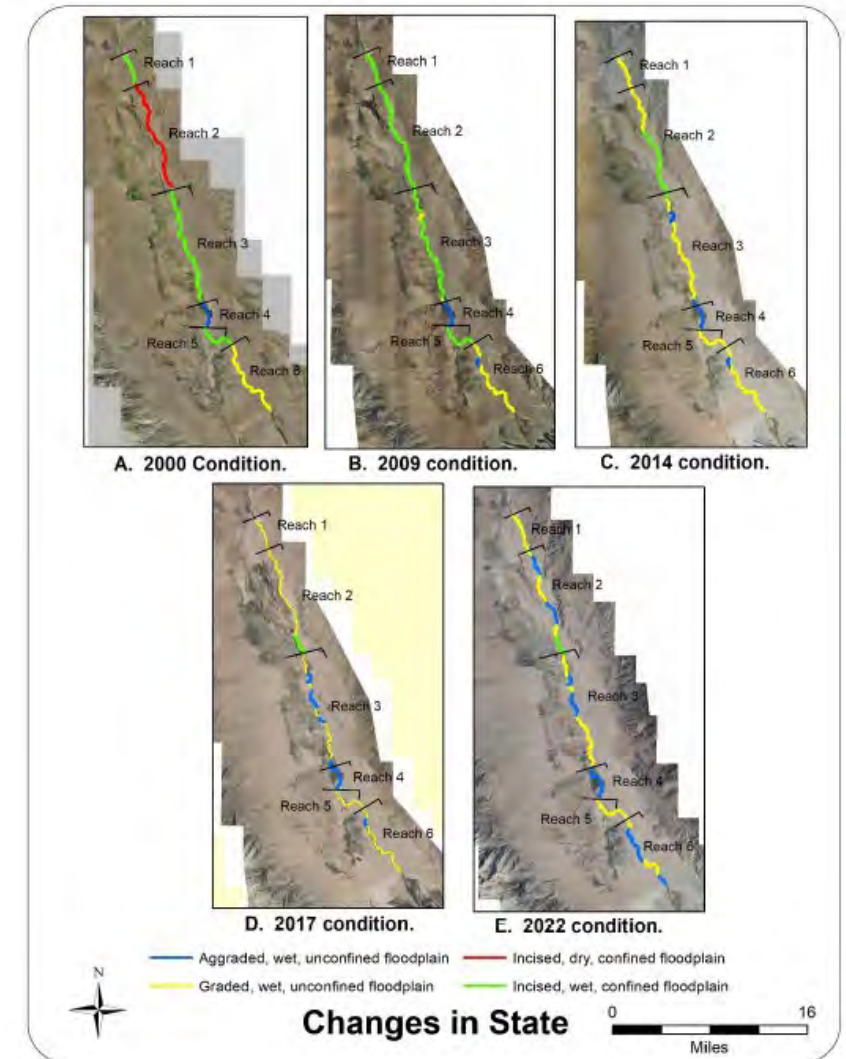 Reach 1
Reach 2
Reach 3
Reach 4
Reach 5
Reach 6
A. 2000 Condition.
Reach 1
Reach 2
Reach 3
Reach 4
Reach 5
Reach 6
B. 2009 condition.
Reach 1
Reach 2
Reach 3
Reach 4
Reach 5
Reach 6
C. 2014 condition.
Reach 1
Reach 2
Reach 3
Reach 4
Reach 5
Reach 6
D. 2017 condition.
Reach 1
Reach 2
Reach 3
Reach 4
Reach 5
Reach 6
E. 2022 condition.
Aggraded, wet, unconfined floodplain
Incised, dry, confined floodplain
Graded, wet, unconfined floodplain
Incised, wet, confined floodplain
N
Changes in State
0 16
Miles